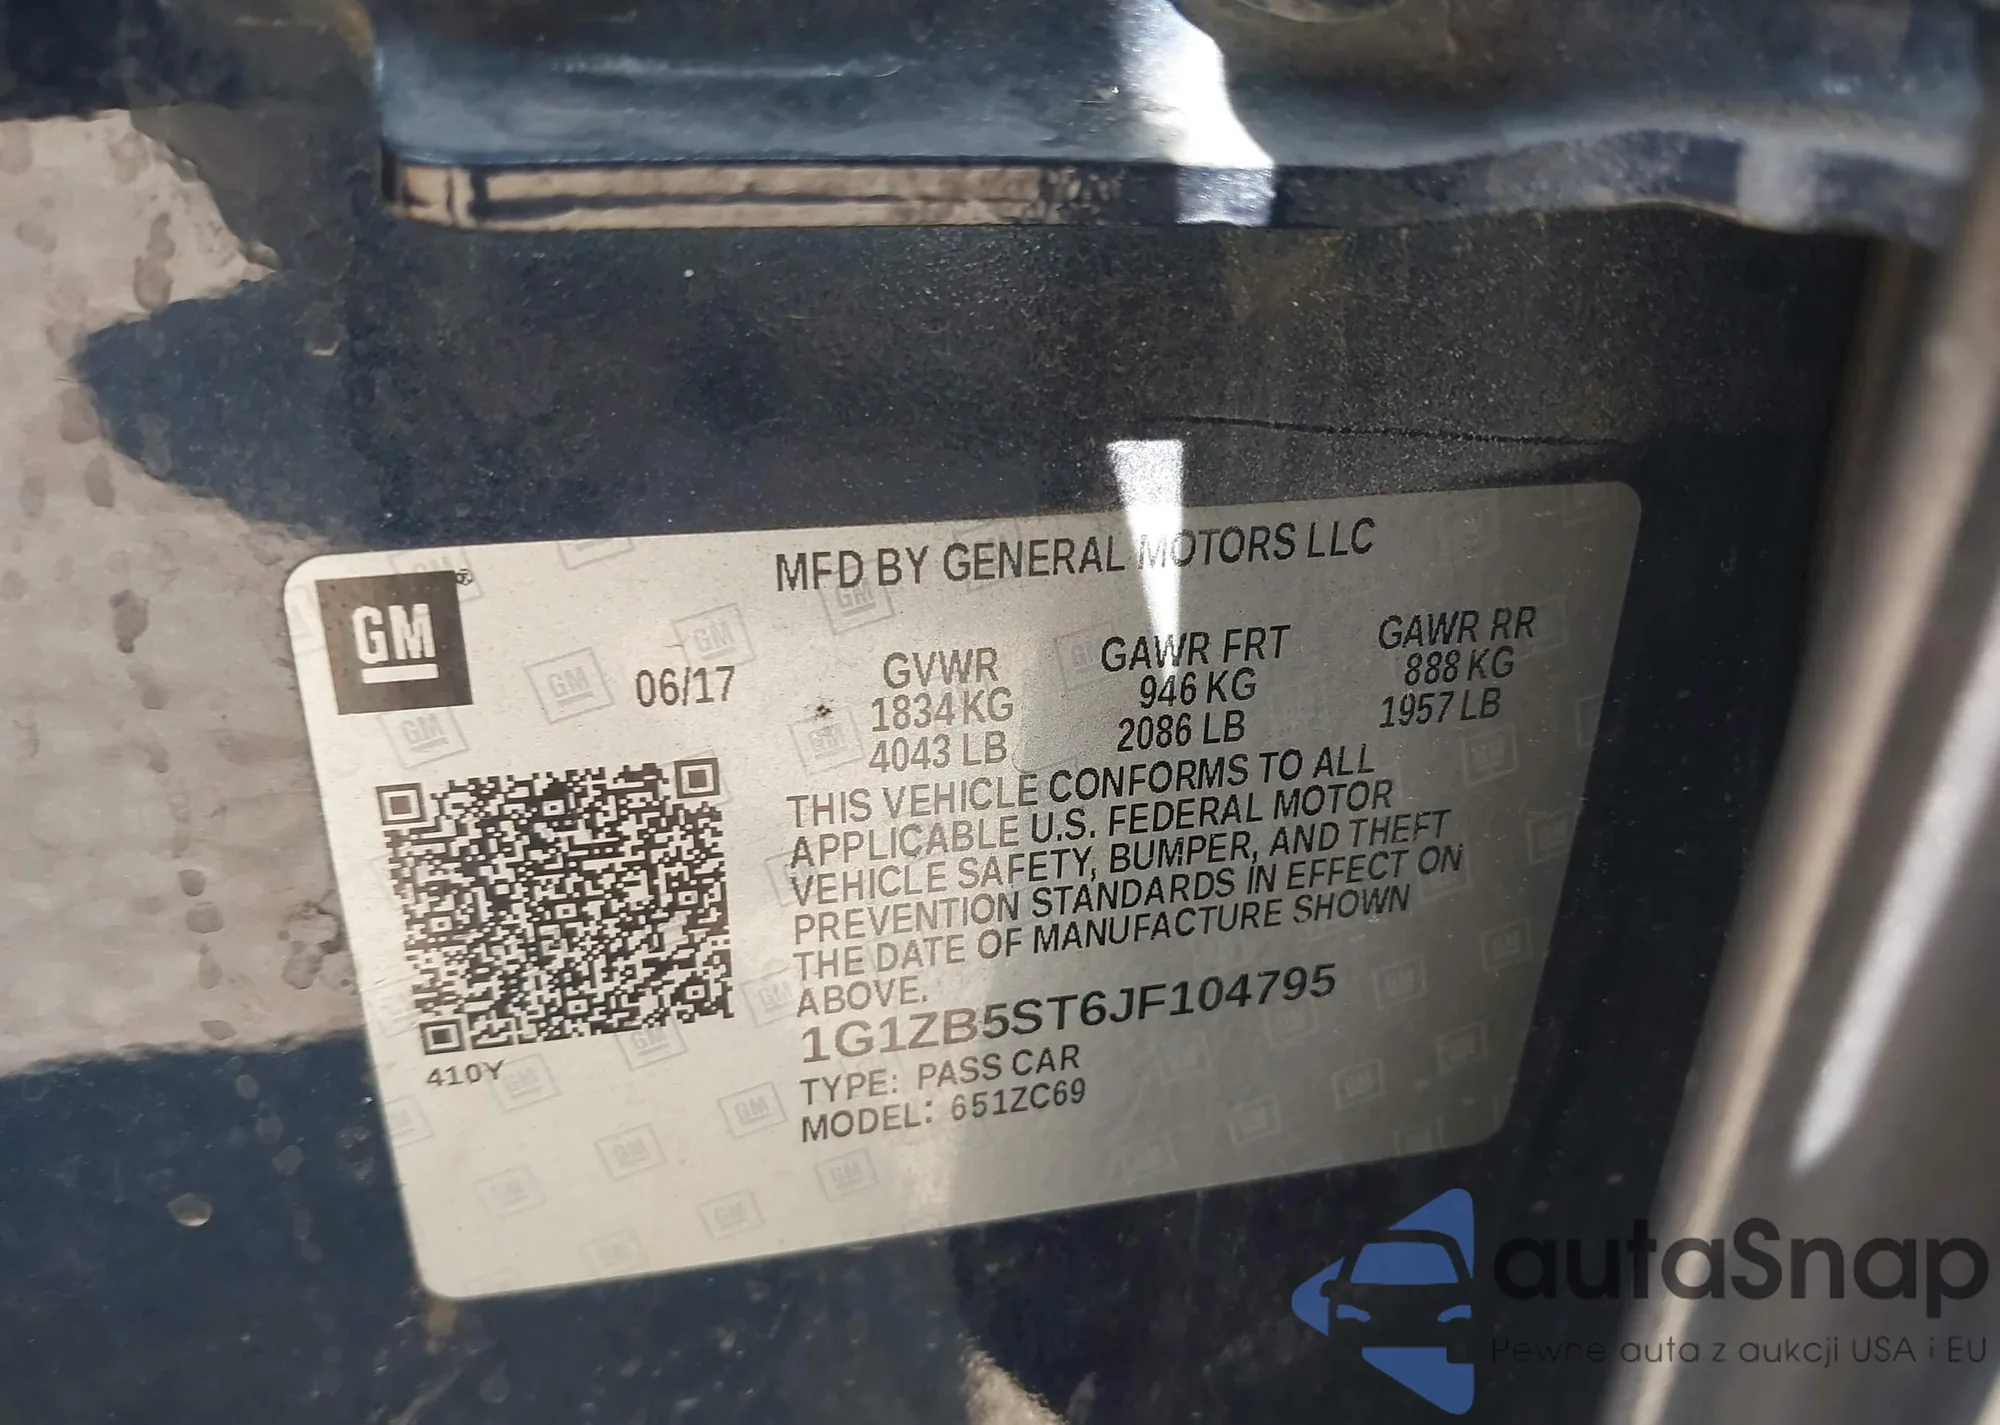 GM®
MFD BY GENERAL MOTORS LLC
06/17
GVWR
1834 KG
4043 LB
GAWR FRT
946 KG
2086 LB
GAWR RR
888 KG
1957 LB
THIS VEHICLE CONFORMS TO ALL
APPLICABLE U.S. FEDERAL MOTOR
VEHICLE SAFETY, BUMPER, AND THEFT
PREVENTION STANDARDS IN EFFECT ON
THE DATE OF MANUFACTURE SHOWN
ABOVE.
1G1ZB5ST6JF104795
TYPE: PASS CAR
MODEL: 651ZC69
410Y
autaSnap
Pewne auta z aukcji USA i EU